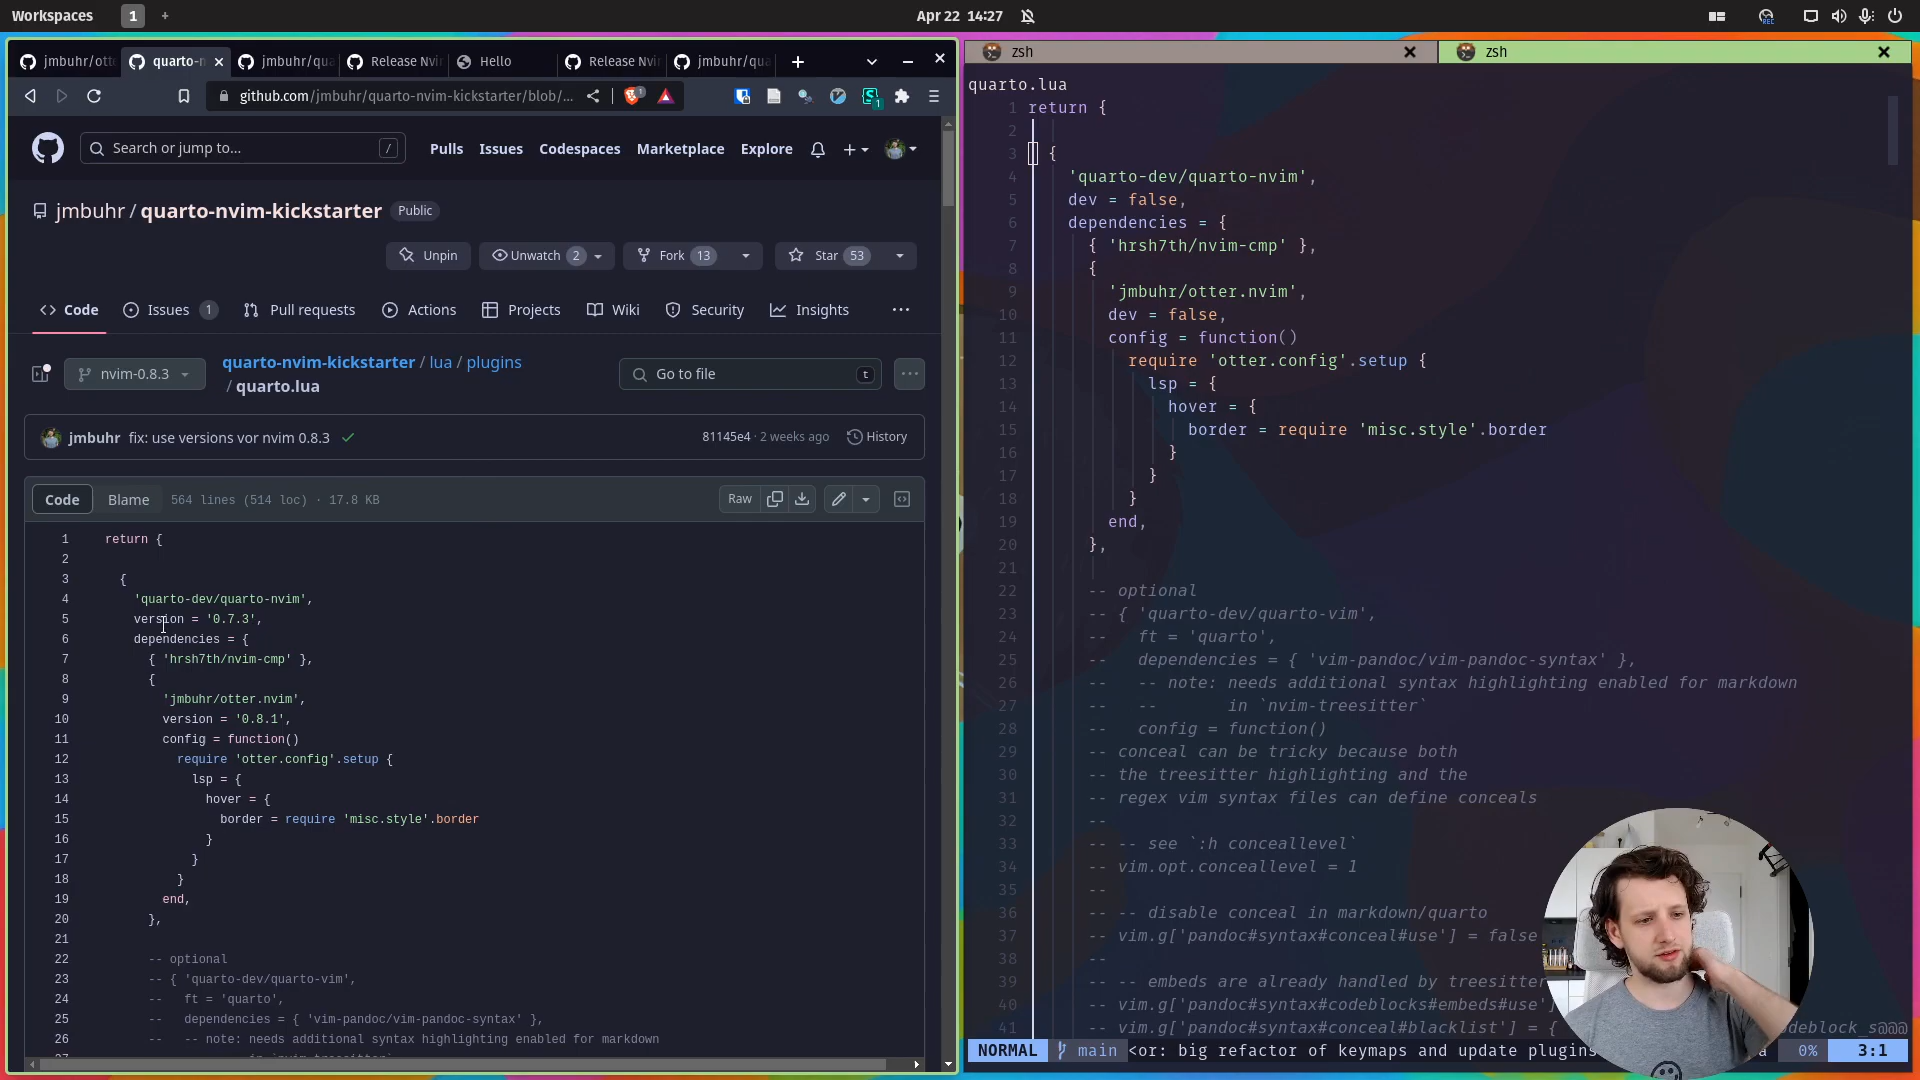 Workspaces 1 + Apr 22 14:27
jmbuhr/ott quarto-n jmbuhr/qua Release Nvi Hello Release Nvi jmbuhr/qua
github.com/jmbuhr/quarto-nvim-kickstarter/blob/...
Search or jump to... / Pulls Issues Codespaces Marketplace Explore
jmbuhr / quarto-nvim-kickstarter Public
Unpin Unwatch 2 Fork 13 Star 53
Code Issues 1 Pull requests Actions Projects Wiki Security Insights ...
nvim-0.8.3 quarto-nvim-kickstarter / lua / plugins
/ quarto.lua
Go to file t
jmbuhr fix: use versions vor nvim 0.8.3 81145e4 · 2 weeks ago History
Code Blame 564 lines (514 loc) · 17.8 KB Raw
1 return {
2
3 {
4 'quarto-dev/quarto-nvim',
5 version = '0.7.3',
6 dependencies = {
7 { 'hrsh7th/nvim-cmp' },
8 {
9 'jmbuhr/otter.nvim',
10 version = '0.8.1',
11 config = function()
12 require 'otter.config'.setup {
13 lsp = {
14 hover = {
15 border = require 'misc.style'.border
16 }
17 }
18 }
19 end,
20 },
21
22 -- optional
23 -- { 'quarto-dev/quarto-vim',
24 -- ft = 'quarto',
25 -- dependencies = { 'vim-pandoc/vim-pandoc-syntax' },
26 -- -- note: needs additional syntax highlighting enabled for markdown
zsh zsh
quarto.lua
1 return {
2
3 {
4 'quarto-dev/quarto-nvim',
5 dev = false,
6 dependencies = {
7 { 'hrsh7th/nvim-cmp' },
8 {
9 'jmbuhr/otter.nvim',
10 dev = false,
11 config = function()
12 require 'otter.config'.setup {
13 lsp = {
14 hover = {
15 border = require 'misc.style'.border
16 }
17 }
18 }
19 end,
20 },
21
22 -- optional
23 -- { 'quarto-dev/quarto-vim',
24 -- ft = 'quarto',
25 -- dependencies = { 'vim-pandoc/vim-pandoc-syntax' },
26 -- -- note: needs additional syntax highlighting enabled for markdown
27 -- -- in `nvim-treesitter`
28 -- config = function()
29 -- conceal can be tricky because both
30 -- the treesitter highlighting and the
31 -- regex vim syntax files can define conceals
32 --
33 -- -- see `:h conceallevel`
34 -- vim.opt.conceallevel = 1
35 --
36 -- -- disable conceal in markdown/quarto
37 -- vim.g['pandoc#syntax#conceal#use'] = false
38 --
39 -- -- embeds are already handled by treesitter
40 -- vim.g['pandoc#syntax#codeblocks#embeds#use']
41 -- vim.g['pandoc#syntax#conceal#blacklist'] = { odeblock_s@@@
NORMAL main <or: big refactor of keymaps and update plugins a 0% 3:1